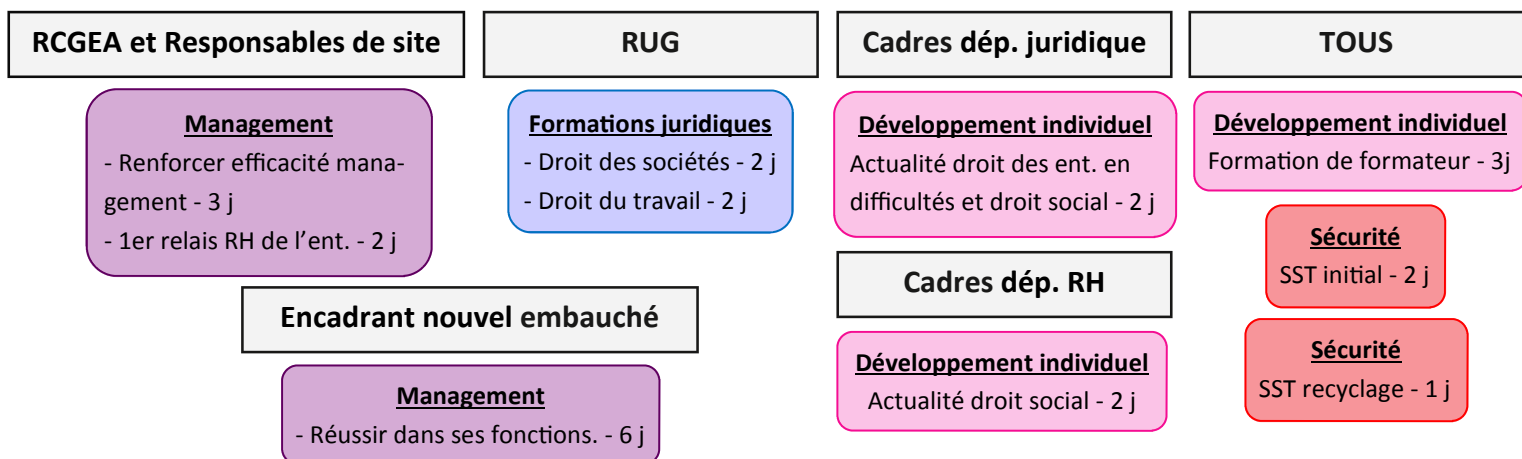 RCGEA et Responsables de site
Management
- Renforcer efficacité mana-
gement - 3 j
- 1er relais RH de l’ent. - 2 j
RUG
Formations juridiques
- Droit des sociétés - 2 j
- Droit du travail - 2 j
Encadrant nouvel embauché
Management
- Réussir dans ses fonctions. - 6 j
Cadres dép. juridique
Développement individuel
Actualité droit des ent. en
difficultés et droit social - 2 j
Cadres dép. RH
Développement individuel
Actualité droit social - 2 j
TOUS
Développement individuel
Formation de formateur - 3j
Sécurité
SST initial - 2 j
Sécurité
SST recyclage - 1 j